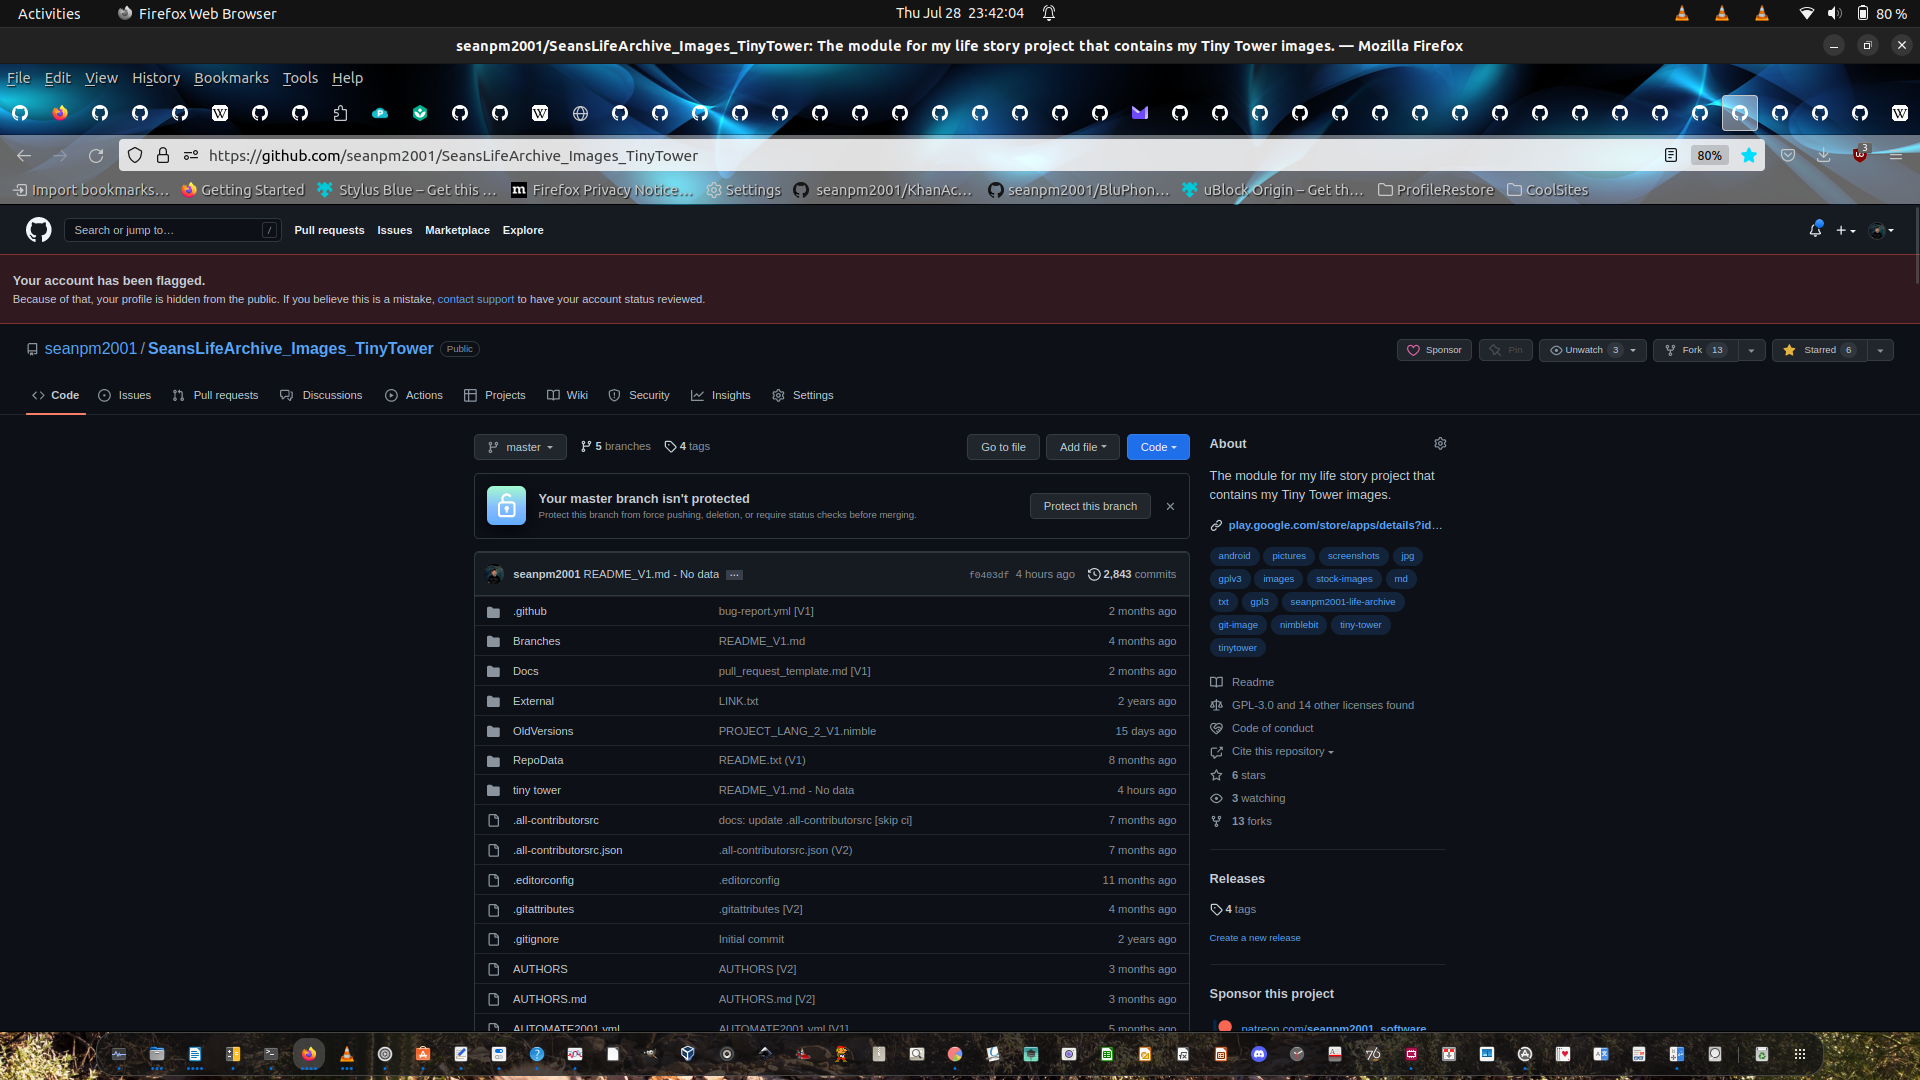 Activities
Firefox Web Browser
Thu Jul 28 23:42:04
80 %
seanpm2001/SeansLifeArchive_Images_TinyTower: The module for my life story project that contains my Tiny Tower images. — Mozilla Firefox
File Edit View History Bookmarks Tools Help
https://github.com/seanpm2001/SeansLifeArchive_Images_TinyTower
80%
3
Import bookmarks… Getting Started Stylus Blue – Get this … Firefox Privacy Notice… Settings seanpm2001/KhanAc… seanpm2001/BluPhon… uBlock Origin – Get th… ProfileRestore CoolSites
Search or jump to… /
Pull requests Issues Marketplace Explore
Your account has been flagged.
Because of that, your profile is hidden from the public. If you believe this is a mistake, contact support to have your account status reviewed.
seanpm2001 / SeansLifeArchive_Images_TinyTower Public
Sponsor Pin Unwatch 3 Fork 13 Starred 6
Code Issues Pull requests Discussions Actions Projects Wiki Security Insights Settings
master 5 branches 4 tags
Go to file Add file Code
Your master branch isn't protected
Protect this branch from force pushing, deletion, or require status checks before merging.
Protect this branch
seanpm2001 README_V1.md - No data … f0403df 4 hours ago 2,843 commits
.github bug-report.yml [V1] 2 months ago
Branches README_V1.md 4 months ago
Docs pull_request_template.md [V1] 2 months ago
External LINK.txt 2 years ago
OldVersions PROJECT_LANG_2_V1.nimble 15 days ago
RepoData README.txt (V1) 8 months ago
tiny tower README_V1.md - No data 4 hours ago
.all-contributorsrc docs: update .all-contributorsrc [skip ci] 7 months ago
.all-contributorsrc.json .all-contributorsrc.json (V2) 7 months ago
.editorconfig .editorconfig 11 months ago
.gitattributes .gitattributes [V2] 4 months ago
.gitignore Initial commit 2 years ago
AUTHORS AUTHORS [V2] 3 months ago
AUTHORS.md AUTHORS.md [V2] 3 months ago
AUTOMATE2001.yml AUTOMATE2001.yml [V1] 5 months ago
About
The module for my life story project that
contains my Tiny Tower images.
play.google.com/store/apps/details?id…
android pictures screenshots jpg
gplv3 images stock-images md
txt gpl3 seanpm2001-life-archive
git-image nimblebit tiny-tower
tinytower
Readme
GPL-3.0 and 14 other licenses found
Code of conduct
Cite this repository
6 stars
3 watching
13 forks
Releases
4 tags
Create a new release
Sponsor this project
patreon.com/seanpm2001_software